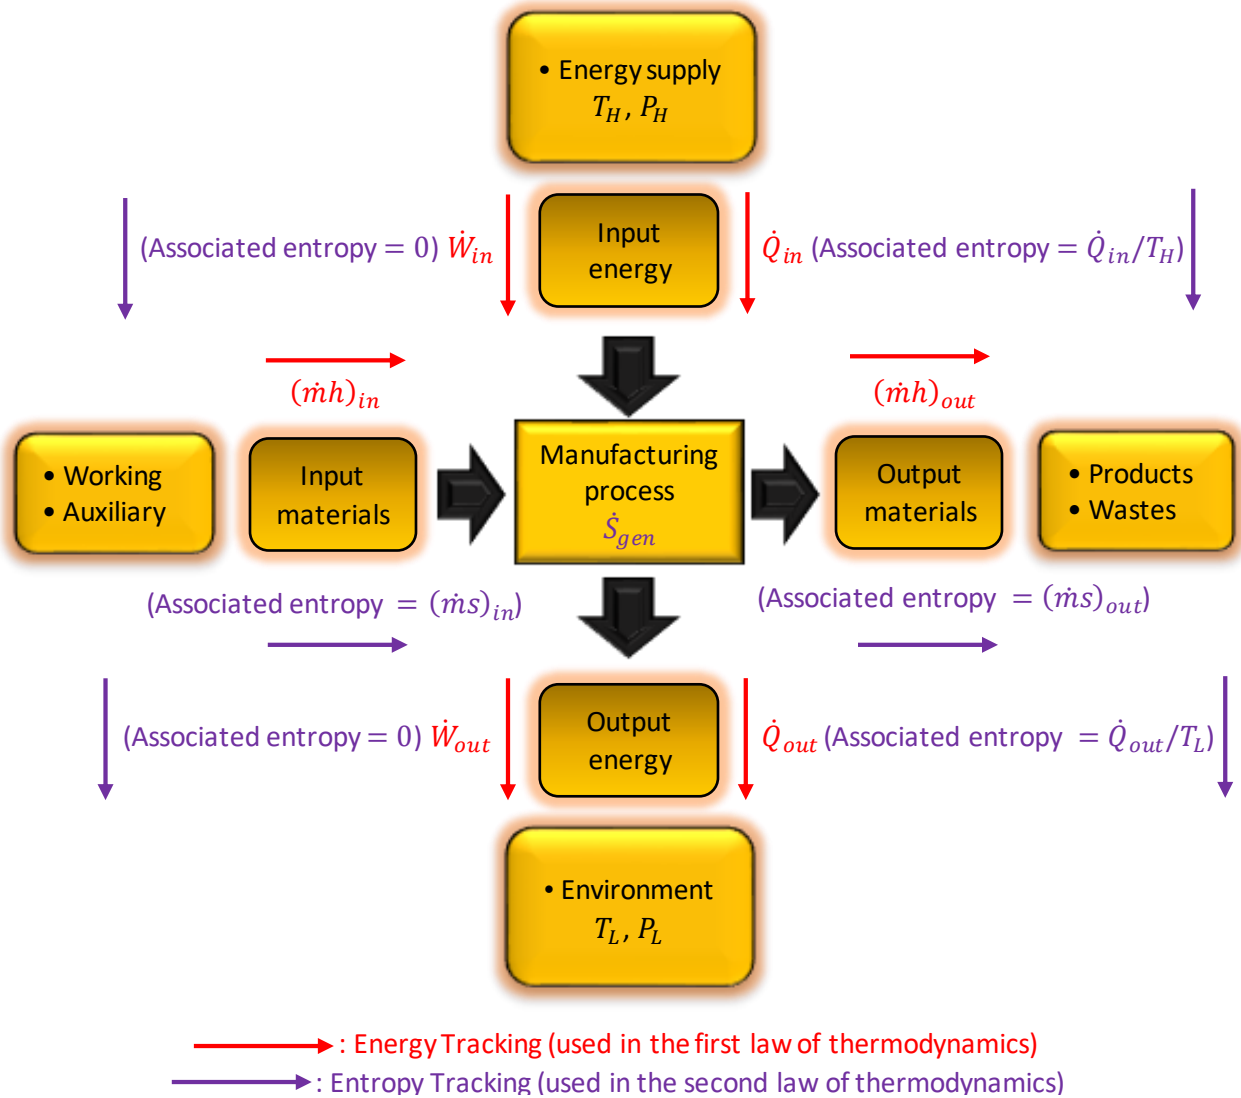 • Energy supply
T_H, P_H
(Associated entropy = 0) Ẇ_in
Input
energy
Q̇_in (Associated entropy = Q̇_in/T_H)
(ṁh)_in
(ṁh)_out
• Working
• Auxiliary
Input
materials
Manufacturing
process
Ṡ_gen
Output
materials
• Products
• Wastes
(Associated entropy = (ṁs)_in)
(Associated entropy = (ṁs)_out)
(Associated entropy = 0) Ẇ_out
Output
energy
Q̇_out (Associated entropy = Q̇_out/T_L)
• Environment
T_L, P_L
: Energy Tracking (used in the first law of thermodynamics)
: Entropy Tracking (used in the second law of thermodynamics)